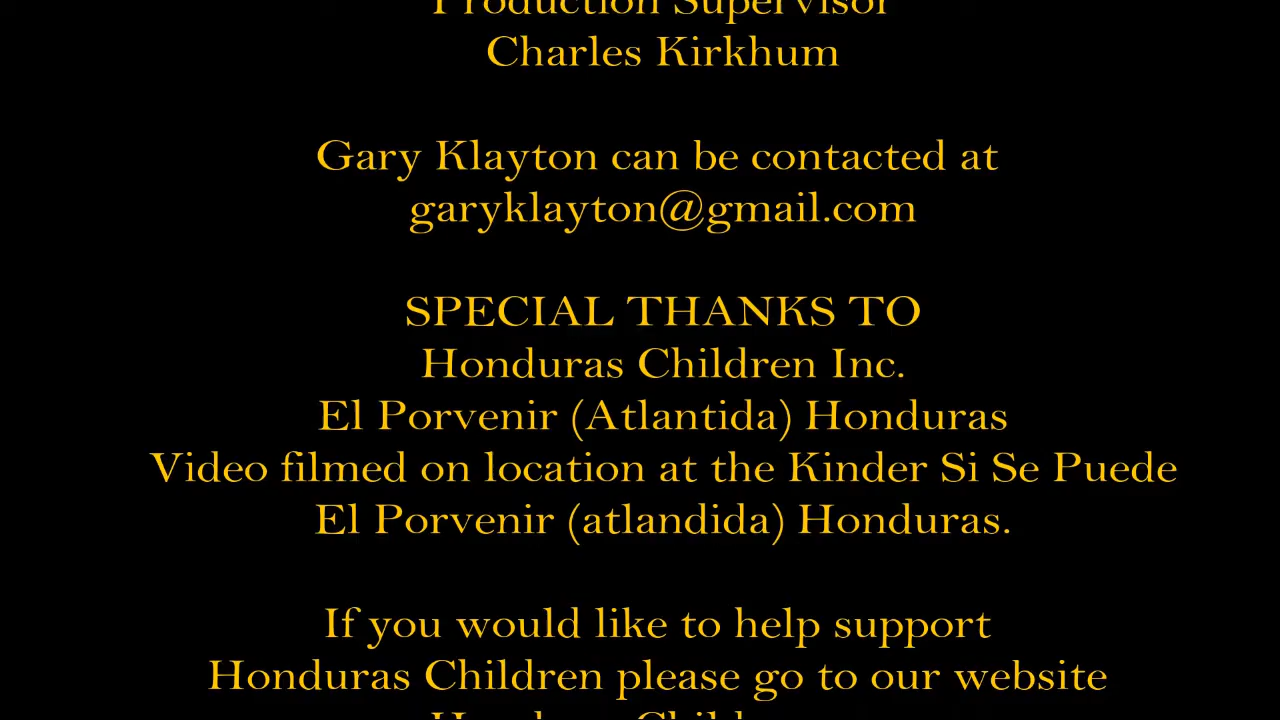 Production Supervisor
Charles Kirkhum
Gary Klayton can be contacted at
garyklayton@gmail.com
SPECIAL THANKS TO
Honduras Children Inc.
El Porvenir (Atlantida) Honduras
Video filmed on location at the Kinder Si Se Puede
El Porvenir (atlandida) Honduras.
If you would like to help support
Honduras Children please go to our website